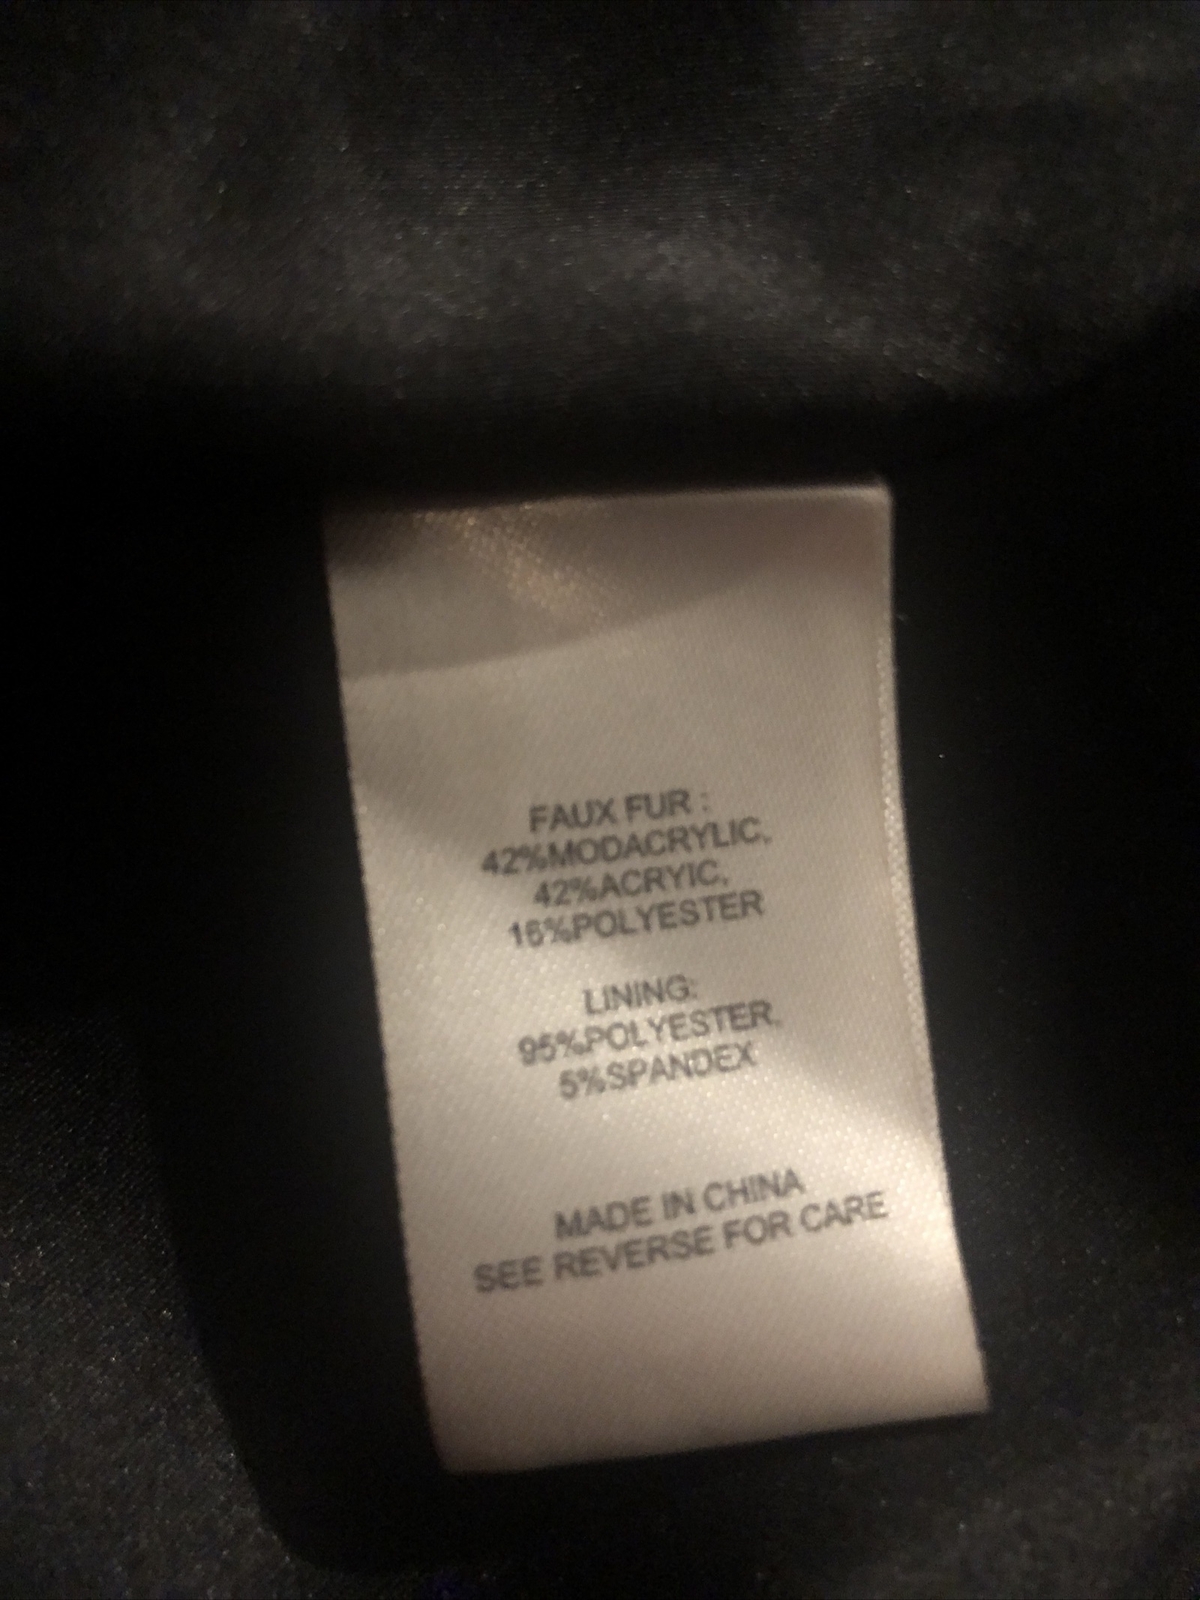 FAUX FUR :
42%MODACRYLIC,
42%ACRYIC,
16%POLYESTER
LINING:
95%POLYESTER,
5%SPANDEX
MADE IN CHINA
SEE REVERSE FOR CARE